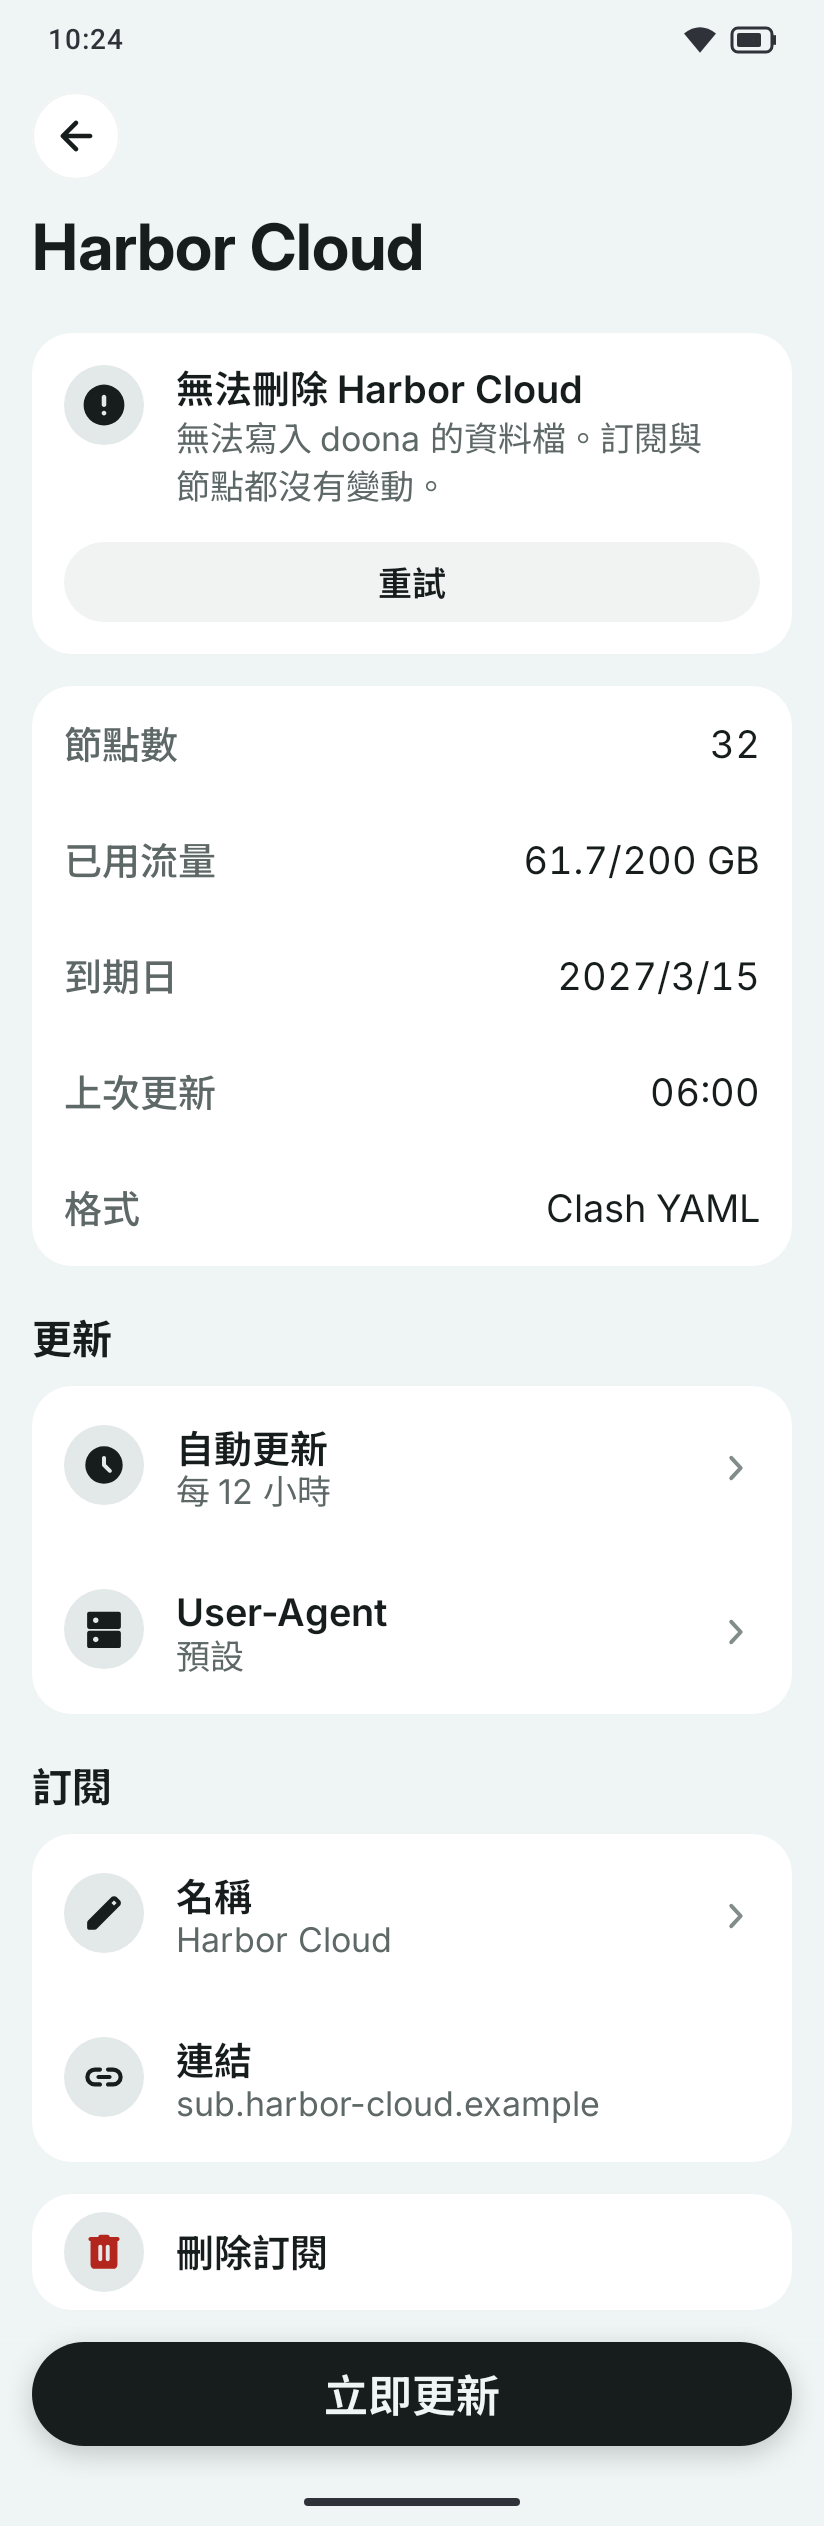 10:24
Harbor Cloud
無法刪除 Harbor Cloud
無法寫入 doona 的資料檔。訂閱與
節點都沒有變動。
重試
節點數 32
已用流量 61.7/200 GB
到期日 2027/3/15
上次更新 06:00
格式 Clash YAML
更新
自動更新
每 12 小時
User-Agent
預設
訂閱
名稱
Harbor Cloud
連結
sub.harbor-cloud.example
刪除訂閱
立即更新